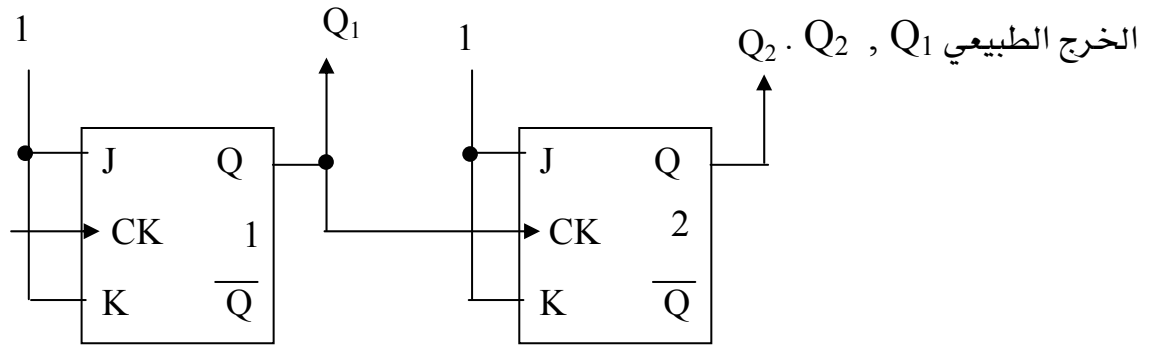 1
Q₁
1
الخرج الطبيعي Q₂ . Q₂ , Q₁
J Q
CK 1
K Q̅
J Q
CK 2
K Q̅